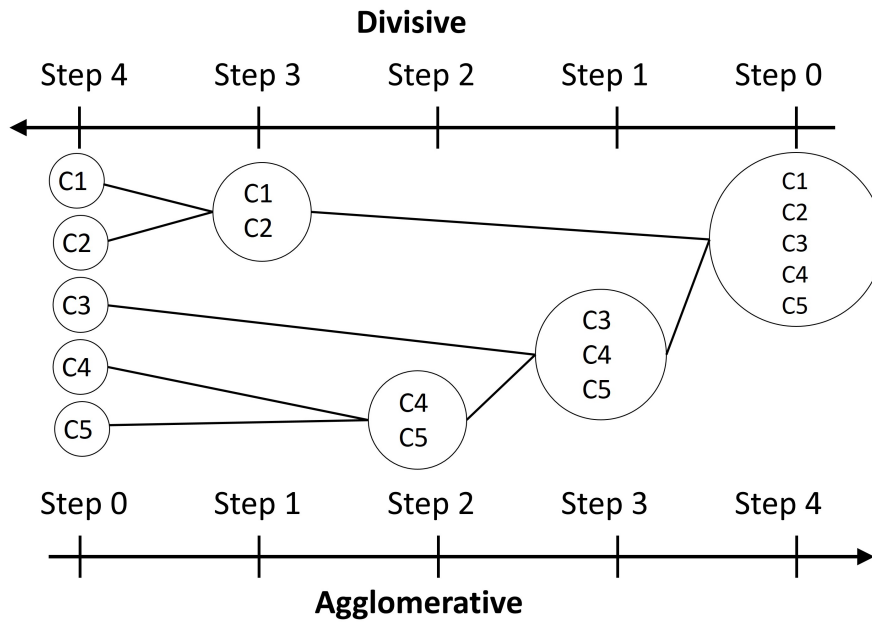 Divisive
Step 4 Step 3 Step 2 Step 1 Step 0
C1
C2
C3
C4
C5
C1
C2
C4
C5
C3
C4
C5
C1
C2
C3
C4
C5
Step 0 Step 1 Step 2 Step 3 Step 4
Agglomerative